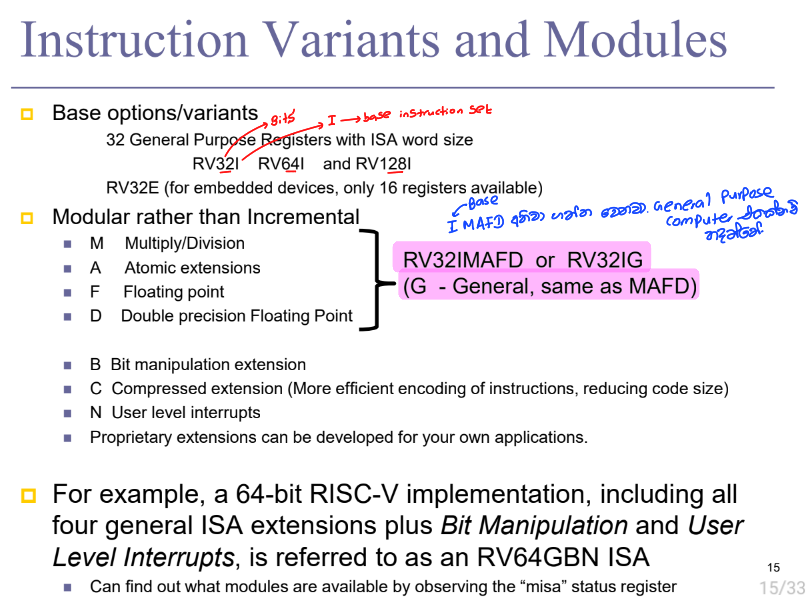 Instruction Variants and Modules
Base options/variants
Bits
I → base instruction set
32 General Purpose Registers with ISA word size
RV32I RV64I and RV128I
RV32E (for embedded devices, only 16 registers available)
Base
I MAFD General Purpose
computer
Modular rather than Incremental
M Multiply/Division
A Atomic extensions
F Floating point
D Double precision Floating Point
RV32IMAFD or RV32IG
(G - General, same as MAFD)
B Bit manipulation extension
C Compressed extension (More efficient encoding of instructions, reducing code size)
N User level interrupts
Proprietary extensions can be developed for your own applications.
For example, a 64-bit RISC-V implementation, including all
four general ISA extensions plus Bit Manipulation and User
Level Interrupts, is referred to as an RV64GBN ISA
Can find out what modules are available by observing the “misa” status register
15
15/33